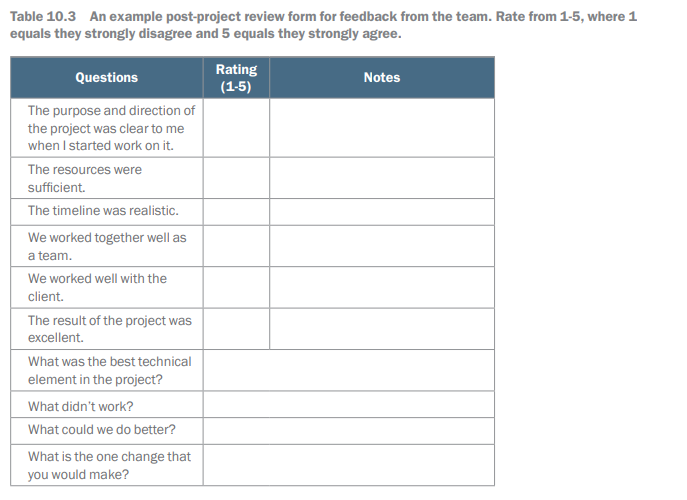 Table 10.3 An example post-project review form for feedback from the team. Rate from 1-5, where 1
equals they strongly disagree and 5 equals they strongly agree.
Questions
Rating
(1-5)
Notes
The purpose and direction of
the project was clear to me
when I started work on it.
The resources were
sufficient.
The timeline was realistic.
We worked together well as
a team.
We worked well with the
client.
The result of the project was
excellent.
What was the best technical
element in the project?
What didn’t work?
What could we do better?
What is the one change that
you would make?